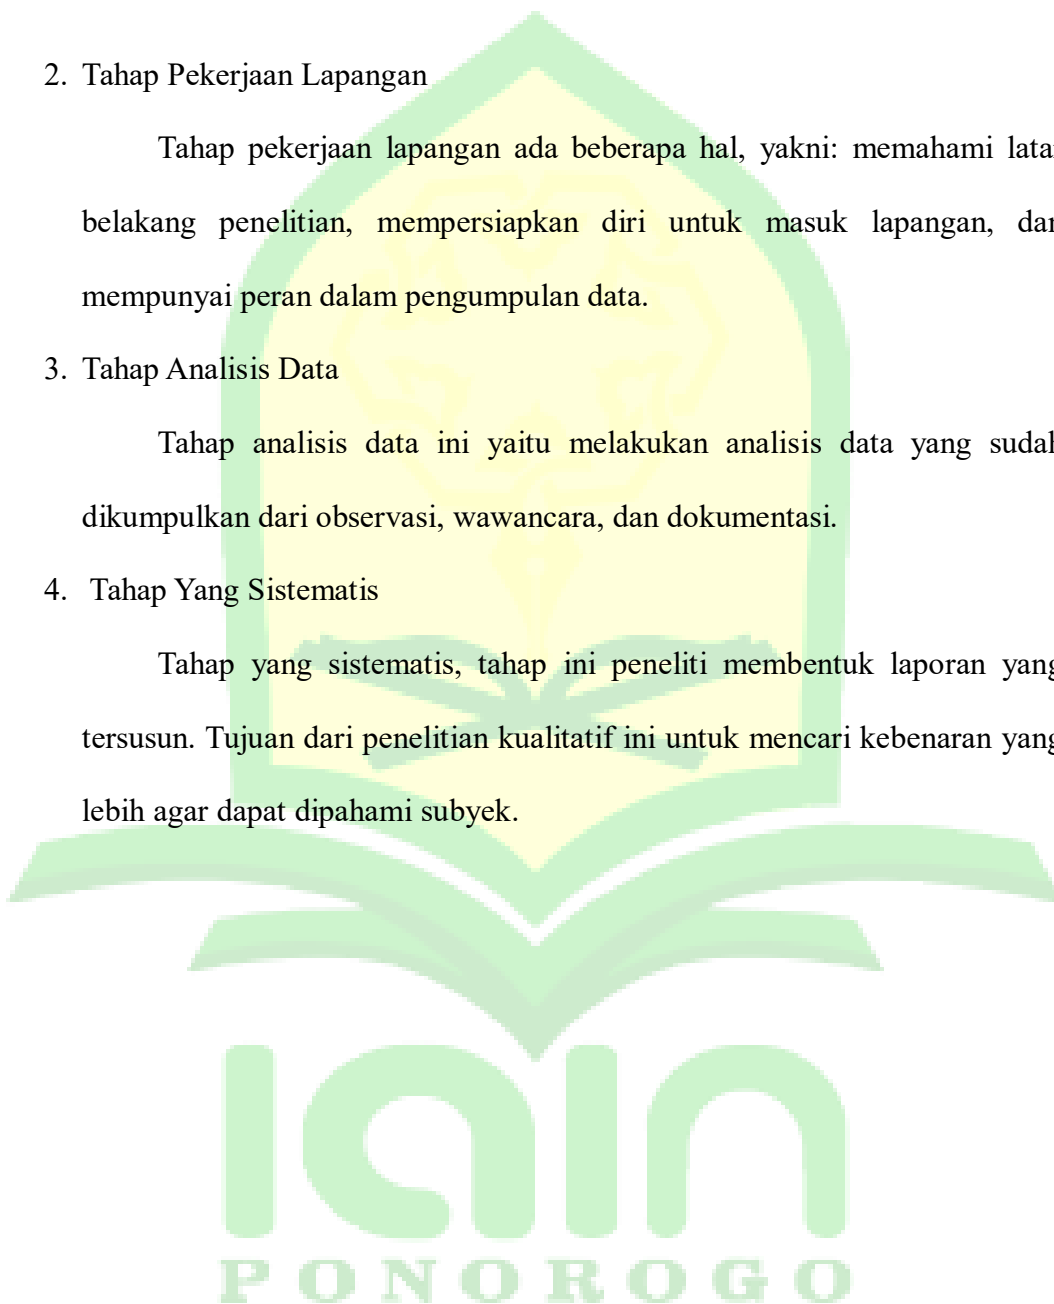 2. Tahap Pekerjaan Lapangan
Tahap pekerjaan lapangan ada beberapa hal, yakni: memahami latar
belakang penelitian, mempersiapkan diri untuk masuk lapangan, dan
mempunyai peran dalam pengumpulan data.
3. Tahap Analisis Data
Tahap analisis data ini yaitu melakukan analisis data yang sudah
dikumpulkan dari observasi, wawancara, dan dokumentasi.
4. Tahap Yang Sistematis
Tahap yang sistematis, tahap ini peneliti membentuk laporan yang
tersusun. Tujuan dari penelitian kualitatif ini untuk mencari kebenaran yang
lebih agar dapat dipahami subyek.
iain
PONOROGO